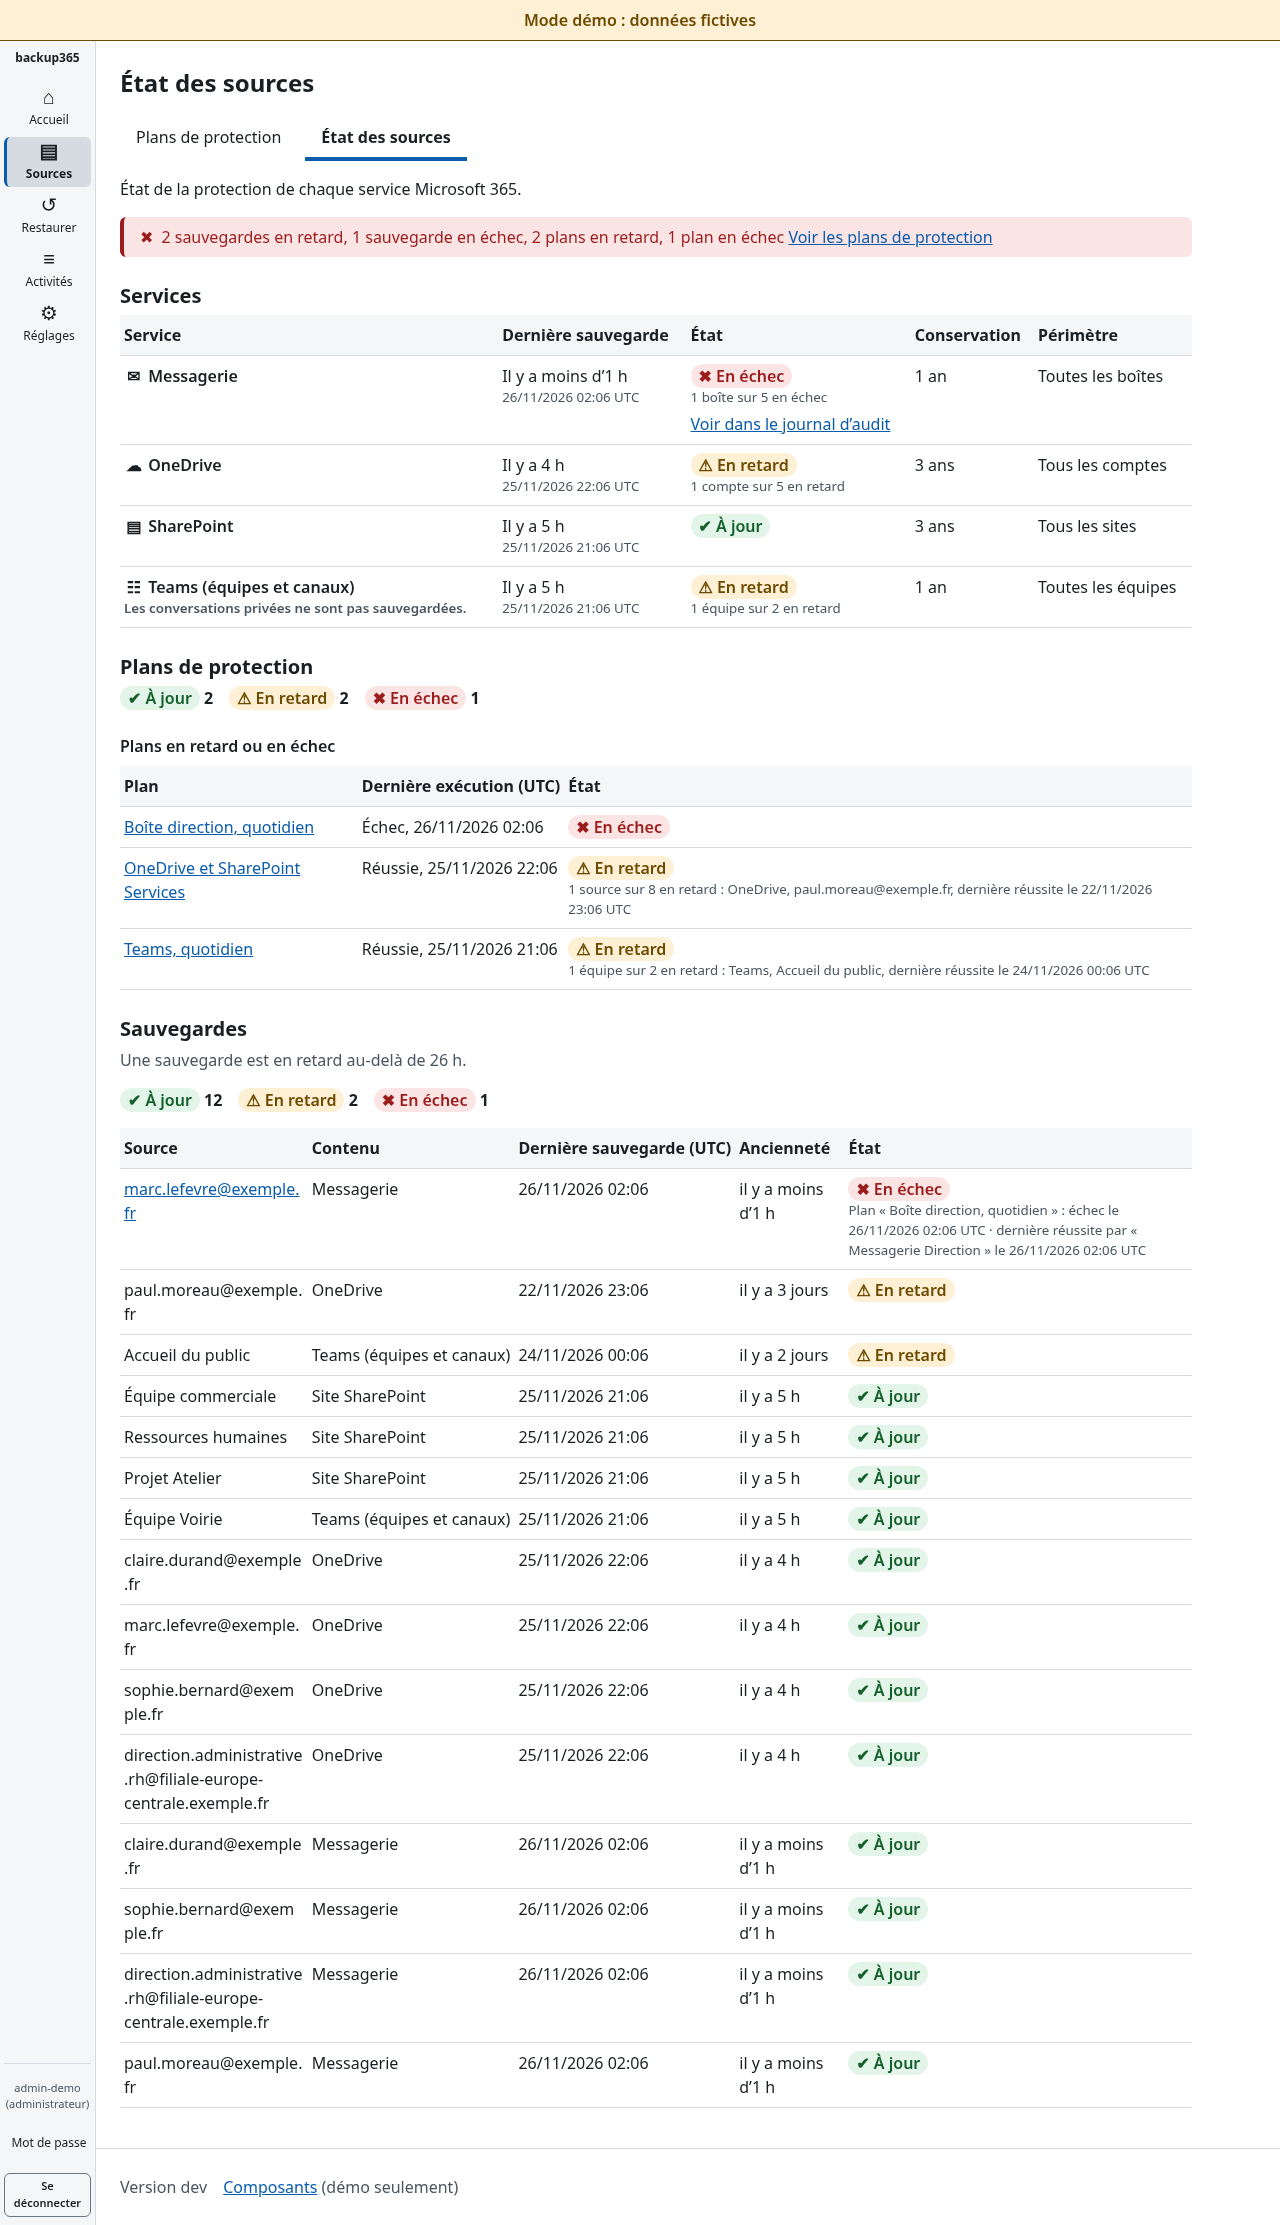 Mode démo : données fictives
backup365
Accueil
Sources
Restaurer
Activités
Réglages
admin-demo
(administrateur)
Mot de passe
Se
déconnecter
État des sources
Plans de protection État des sources
État de la protection de chaque service Microsoft 365.
✖ 2 sauvegardes en retard, 1 sauvegarde en échec, 2 plans en retard, 1 plan en échec Voir les plans de protection
Services
Service Dernière sauvegarde État Conservation Périmètre
✉ Messagerie Il y a moins d’1 h ✖ En échec 1 an Toutes les boîtes
26/11/2026 02:06 UTC 1 boîte sur 5 en échec
Voir dans le journal d’audit
☁ OneDrive Il y a 4 h ⚠ En retard 3 ans Tous les comptes
25/11/2026 22:06 UTC 1 compte sur 5 en retard
▤ SharePoint Il y a 5 h ✔ À jour 3 ans Tous les sites
25/11/2026 21:06 UTC
☷ Teams (équipes et canaux) Il y a 5 h ⚠ En retard 1 an Toutes les équipes
Les conversations privées ne sont pas sauvegardées. 25/11/2026 21:06 UTC 1 équipe sur 2 en retard
Plans de protection
✔ À jour 2 ⚠ En retard 2 ✖ En échec 1
Plans en retard ou en échec
Plan Dernière exécution (UTC) État
Boîte direction, quotidien Échec, 26/11/2026 02:06 ✖ En échec
OneDrive et SharePoint Réussie, 25/11/2026 22:06 ⚠ En retard
Services 1 source sur 8 en retard : OneDrive, paul.moreau@exemple.fr, dernière réussite le 22/11/2026
23:06 UTC
Teams, quotidien Réussie, 25/11/2026 21:06 ⚠ En retard
1 équipe sur 2 en retard : Teams, Accueil du public, dernière réussite le 24/11/2026 00:06 UTC
Sauvegardes
Une sauvegarde est en retard au-delà de 26 h.
✔ À jour 12 ⚠ En retard 2 ✖ En échec 1
Source Contenu Dernière sauvegarde (UTC) Ancienneté État
marc.lefevre@exemple. Messagerie 26/11/2026 02:06 il y a moins ✖ En échec
fr d’1 h Plan « Boîte direction, quotidien » : échec le
26/11/2026 02:06 UTC · dernière réussite par «
Messagerie Direction » le 26/11/2026 02:06 UTC
paul.moreau@exemple. OneDrive 22/11/2026 23:06 il y a 3 jours ⚠ En retard
fr
Accueil du public Teams (équipes et canaux) 24/11/2026 00:06 il y a 2 jours ⚠ En retard
Équipe commerciale Site SharePoint 25/11/2026 21:06 il y a 5 h ✔ À jour
Ressources humaines Site SharePoint 25/11/2026 21:06 il y a 5 h ✔ À jour
Projet Atelier Site SharePoint 25/11/2026 21:06 il y a 5 h ✔ À jour
Équipe Voirie Teams (équipes et canaux) 25/11/2026 21:06 il y a 5 h ✔ À jour
claire.durand@exemple OneDrive 25/11/2026 22:06 il y a 4 h ✔ À jour
.fr
marc.lefevre@exemple. OneDrive 25/11/2026 22:06 il y a 4 h ✔ À jour
fr
sophie.bernard@exem OneDrive 25/11/2026 22:06 il y a 4 h ✔ À jour
ple.fr
direction.administrative OneDrive 25/11/2026 22:06 il y a 4 h ✔ À jour
.rh@filiale-europe-
centrale.exemple.fr
claire.durand@exemple Messagerie 26/11/2026 02:06 il y a moins ✔ À jour
.fr d’1 h
sophie.bernard@exem Messagerie 26/11/2026 02:06 il y a moins ✔ À jour
ple.fr d’1 h
direction.administrative Messagerie 26/11/2026 02:06 il y a moins ✔ À jour
.rh@filiale-europe- d’1 h
centrale.exemple.fr
paul.moreau@exemple. Messagerie 26/11/2026 02:06 il y a moins ✔ À jour
fr d’1 h
Version dev Composants (démo seulement)